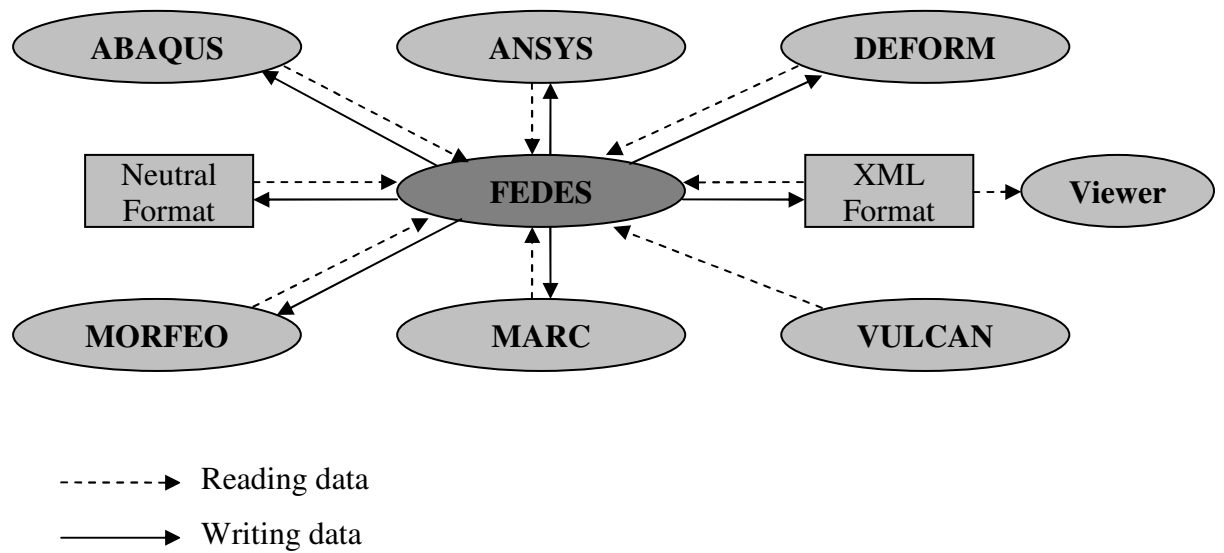 ABAQUS
ANSYS
DEFORM
Neutral
Format
FEDES
XML
Format
Viewer
MORFEO
MARC
VULCAN
Reading data
Writing data